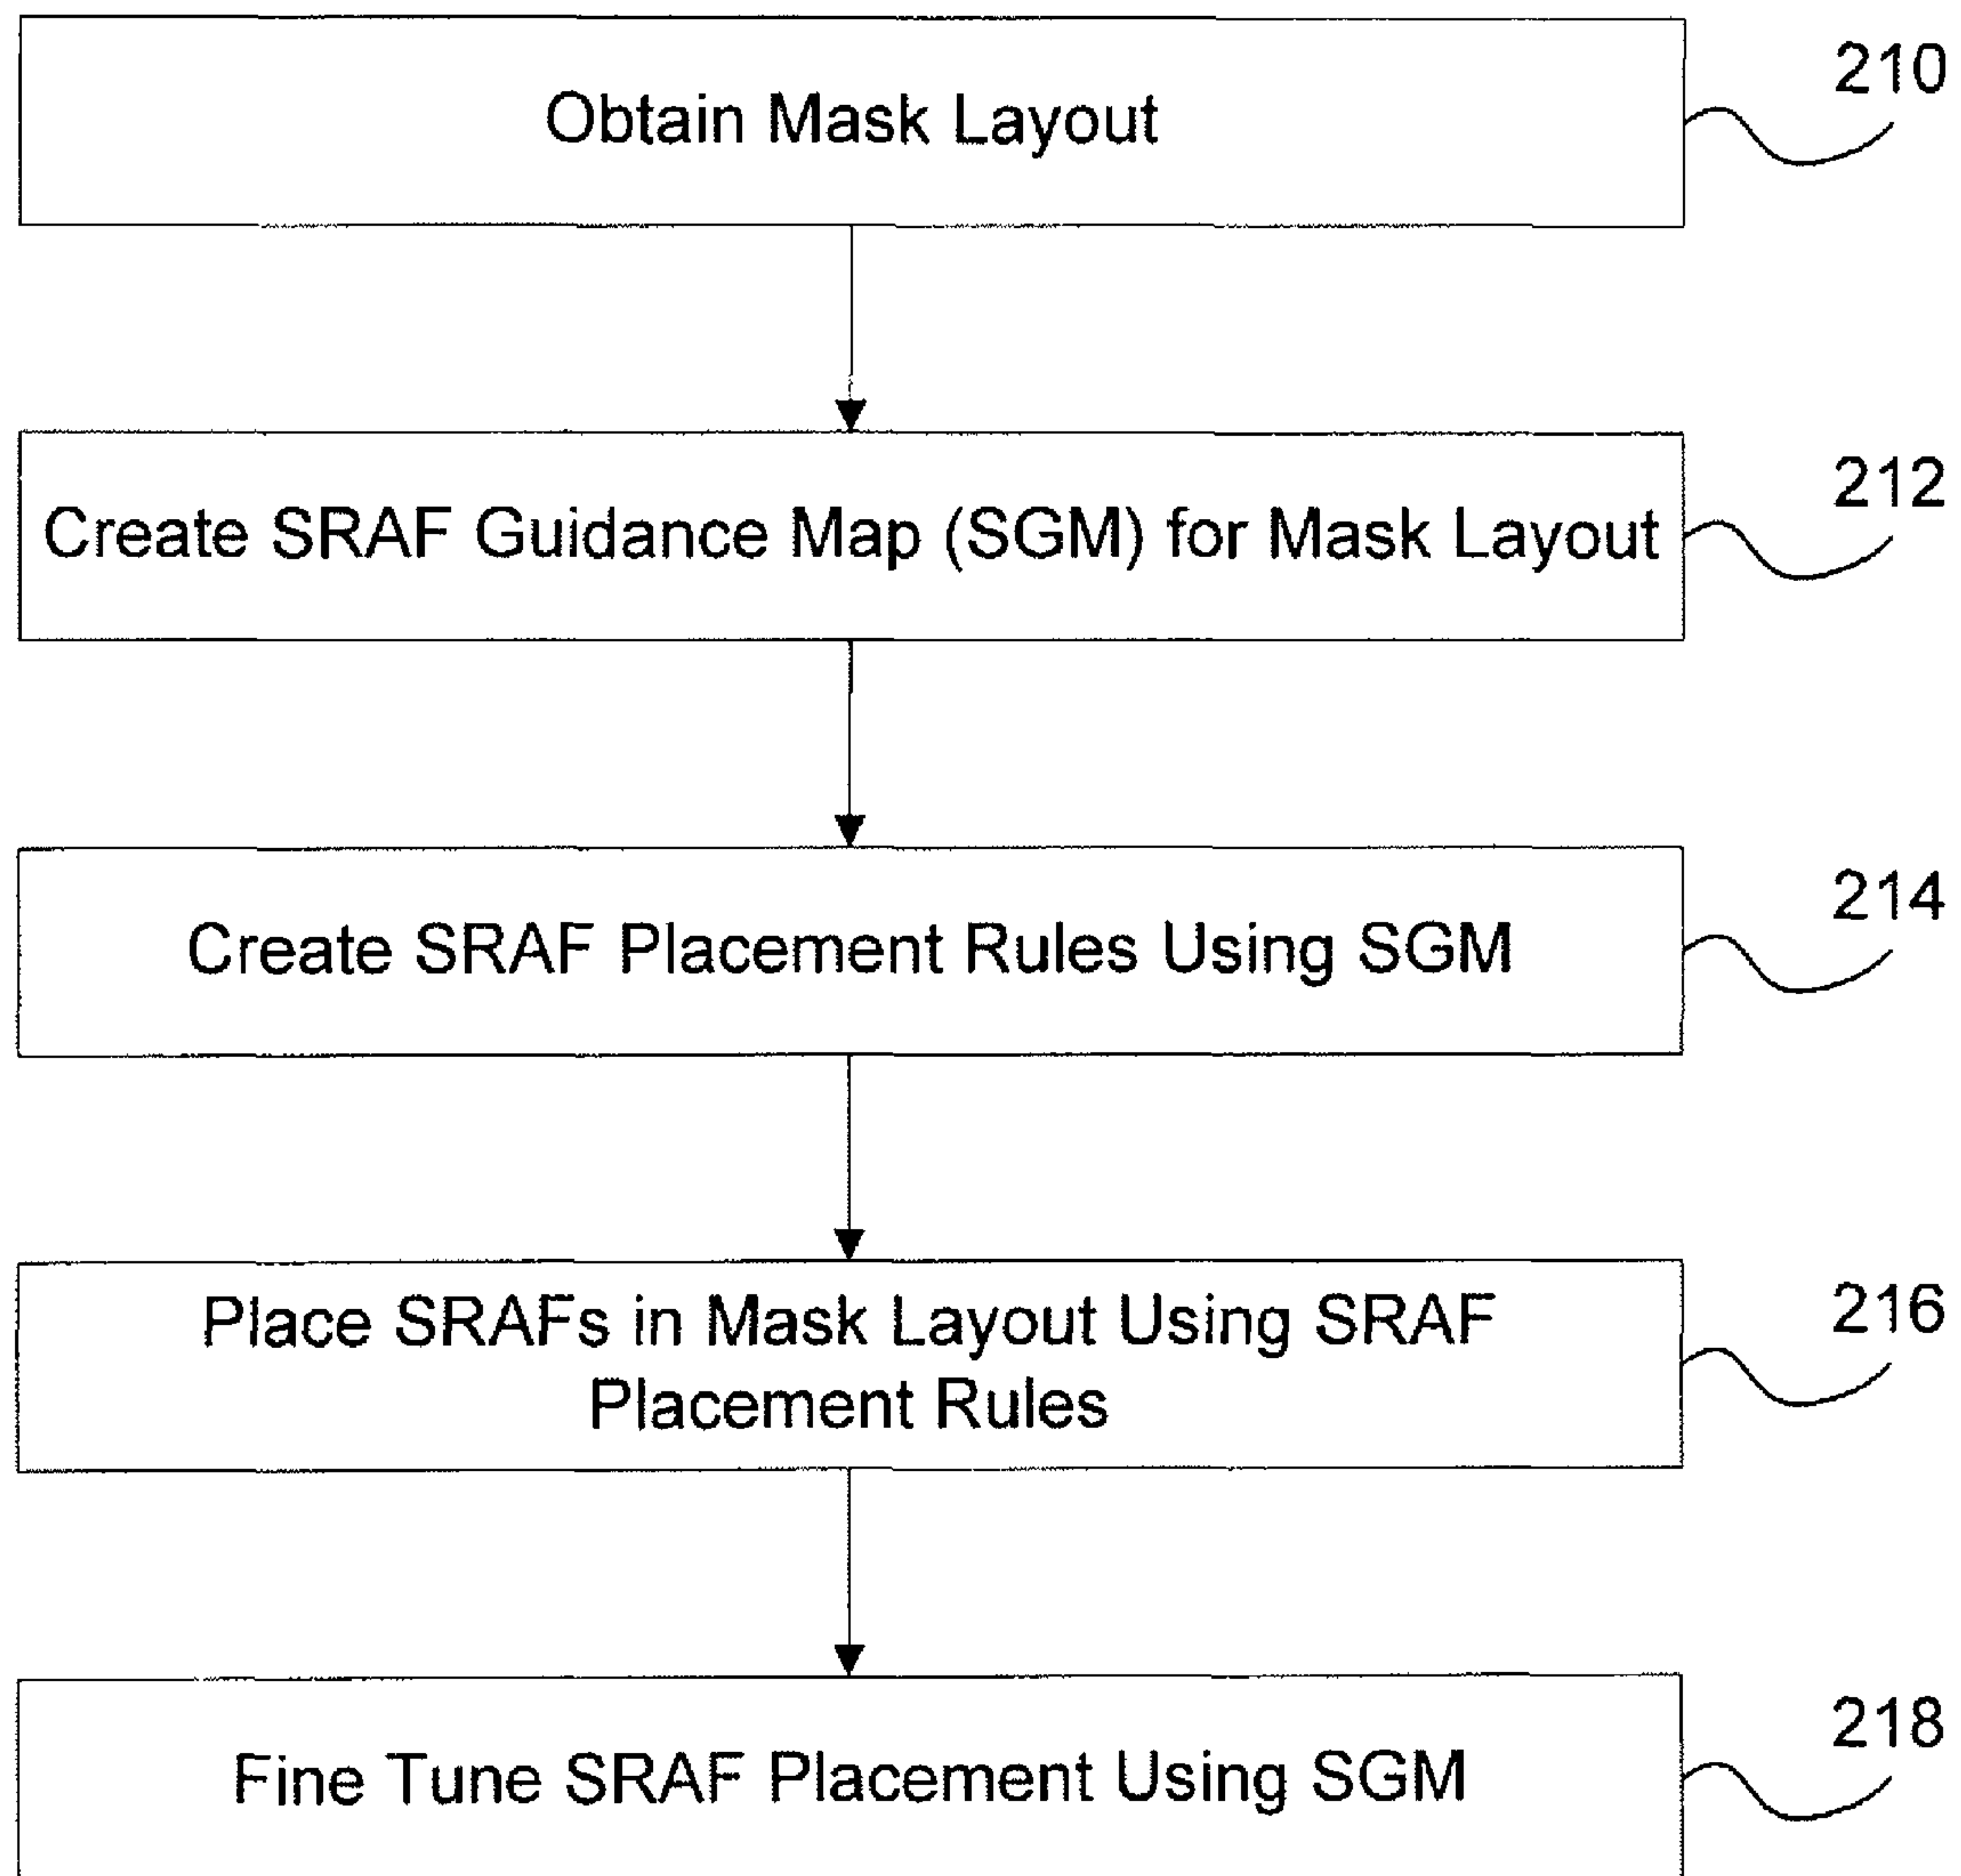 210
Obtain Mask Layout
212
Create SRAF Guidance Map (SGM) for Mask Layout
214
Create SRAF Placement Rules Using SGM
216
Place SRAFs in Mask Layout Using SRAF
Placement Rules
218
Fine Tune SRAF Placement Using SGM